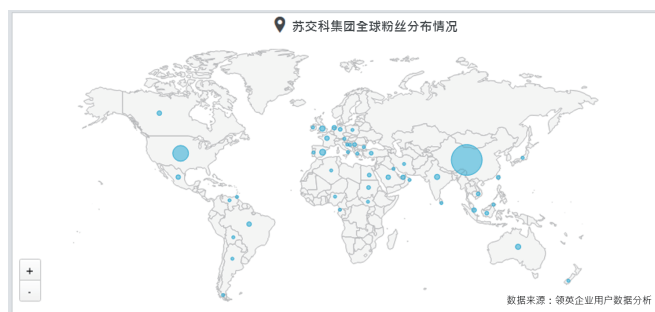 苏交科集团全球粉丝分布情况
+
-
数据来源：领英企业用户数据分析